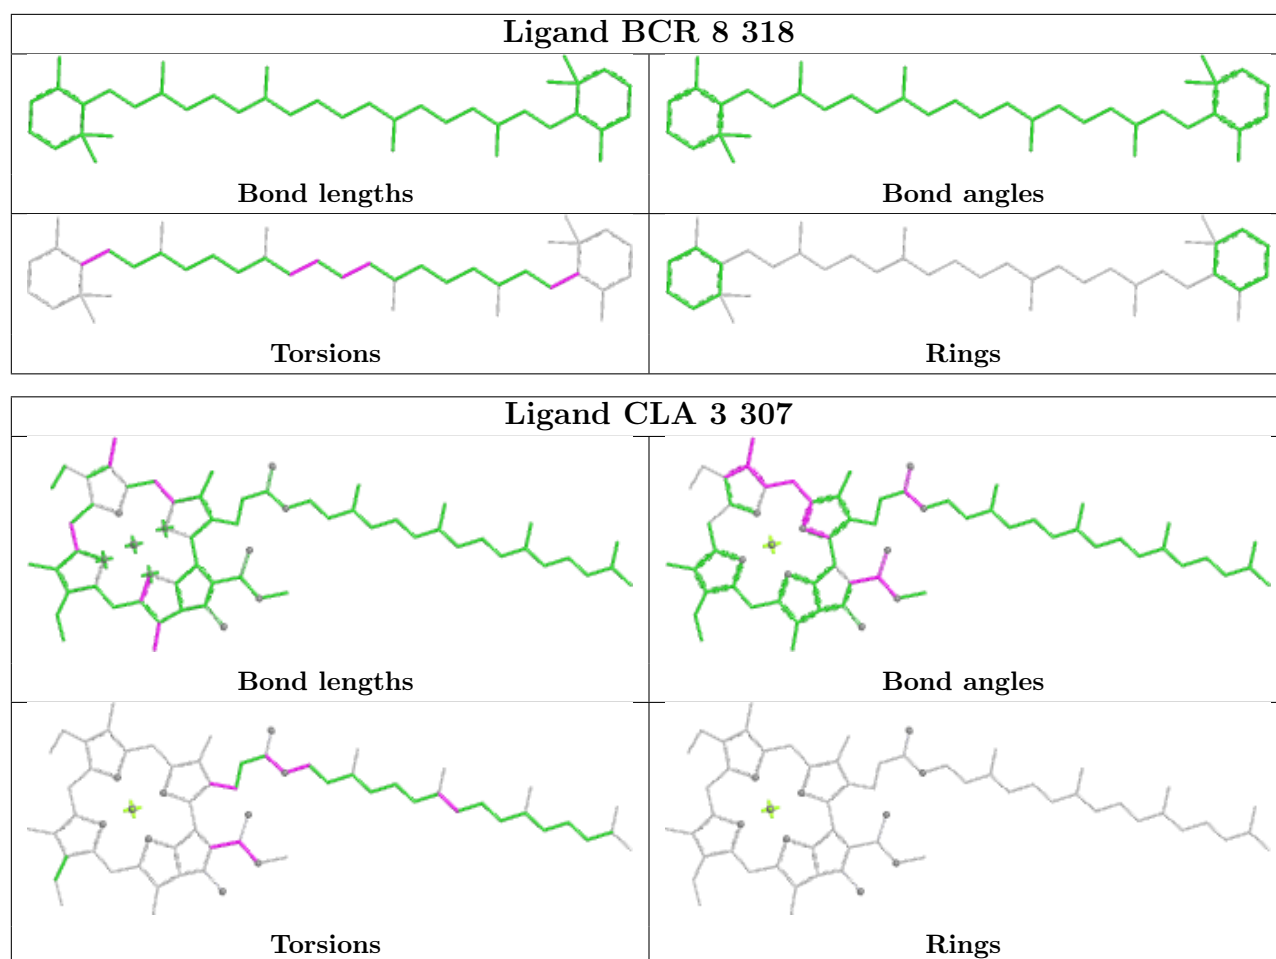 Ligand BCR 8 318
Bond lengths
Bond angles
Torsions
Rings
Ligand CLA 3 307
Bond lengths
Bond angles
Torsions
Rings